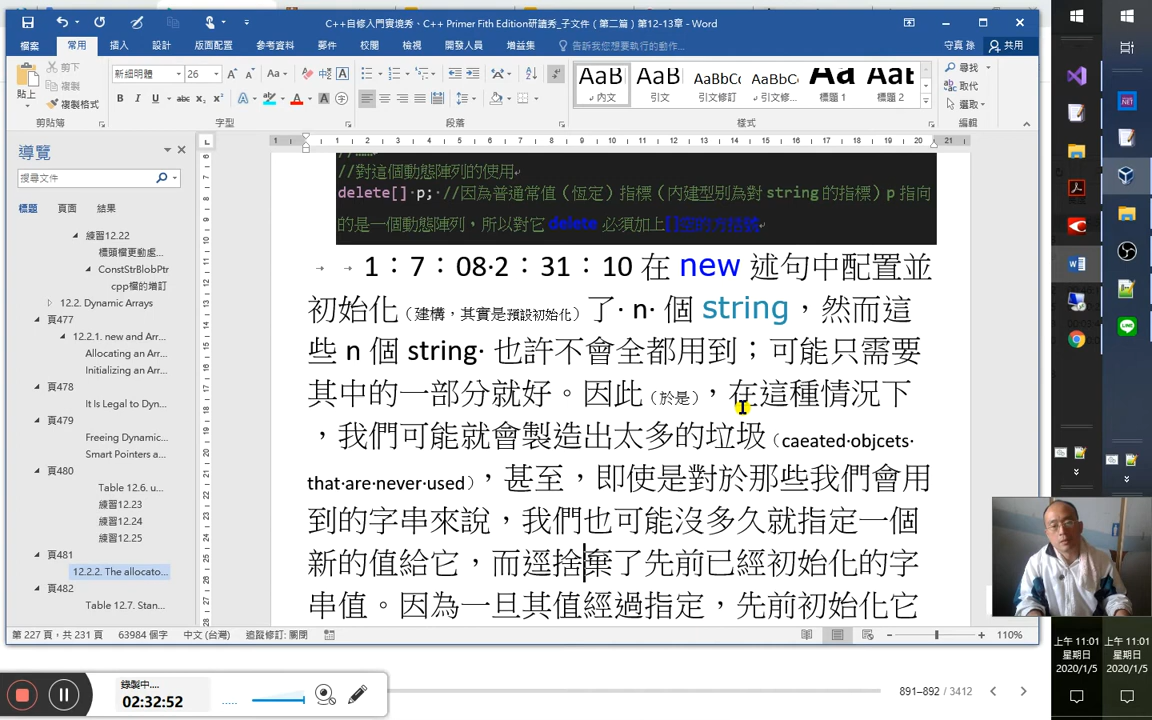 C++自修入門實境秀、C++ Primer Fith Edition研讀秀_子文件（第二篇）第12-13章 - Word
檔案 常用 插入 設計 版面配置 參考資料 郵件 校閱 檢視 開發人員 增益集 告訴我您想要執行的動作... 守真 孫 共用
貼上 剪下 複製 複製格式
新細明體 26
AaB 內文
AaB 引文
AaBbCc 引文修訂
AaBbCc. 引文修...
Aa 標題 1
Aat 標題 2
尋找 取代 選取
剪貼簿 字型 段落 樣式 編輯
導覽
搜尋文件
標題 頁面 結果
練習12.22
標頭檔更動處...
ConstStrBlobPtr
cpp檔的增訂
12.2. Dynamic Arrays
頁477
12.2.1. new and Arr...
Allocating an Arr...
Initializing an Arr...
頁478
It Is Legal to Dyn...
頁479
Freeing Dynamic...
Smart Pointers a...
頁480
Table 12.6. u...
練習12.23
練習12.24
練習12.25
頁481
12.2.2. The allocato...
頁482
Table 12.7. Stan...
//對這個動態陣列的使用
delete[]·p;·//因為普通常值（恆定）指標（內建型別為對string的指標）p 指向
的是一個動態陣列，所以對它delete 必須加上[]空的方括號
1：7：08·2：31：10 在 new 述句中配置並
初始化（建構，其實是預設初始化）了· n· 個 string，然而這
些 n 個 string· 也許不會全都用到；可能只需要
其中的一部分就好。因此（於是），在這種情況下
，我們可能就會製造出太多的垃圾（caeated·objcets·
that·are·never·used），甚至，即使是對於那些我們會用
到的字串來說，我們也可能沒多久就指定一個
新的值給它，而逕捨棄了先前已經初始化的字
串值。因為一旦其值經過指定，先前初始化它
第 227 頁，共 231 頁 63984 個字 中文 (台灣) 追蹤修訂: 關閉 110%
錄製中....
02:32:52
891–892 / 3412
上午 11:01 上午 11:01
星期日 星期日
2020/1/5 2020/1/5